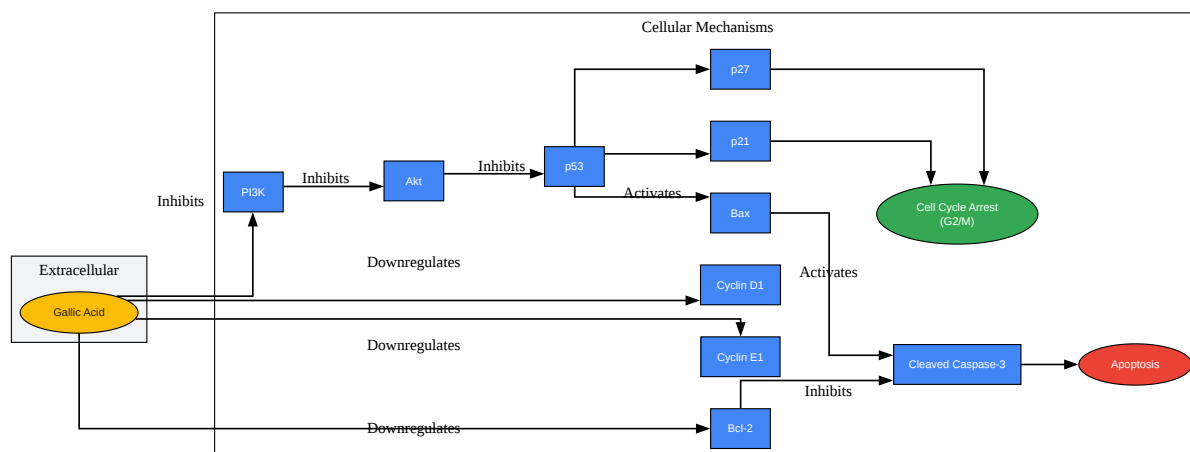 Cellular Mechanisms
p27
p21
p53
Inhibits
Akt
Inhibits
PI3K
Inhibits
Activates
Bax
Cell Cycle Arrest
(G2/M)
Extracellular
Gallic Acid
Downregulates
Activates
Cyclin D1
Downregulates
Cyclin E1
Cleaved Caspase-3
Apoptosis
Inhibits
Downregulates
Bcl-2